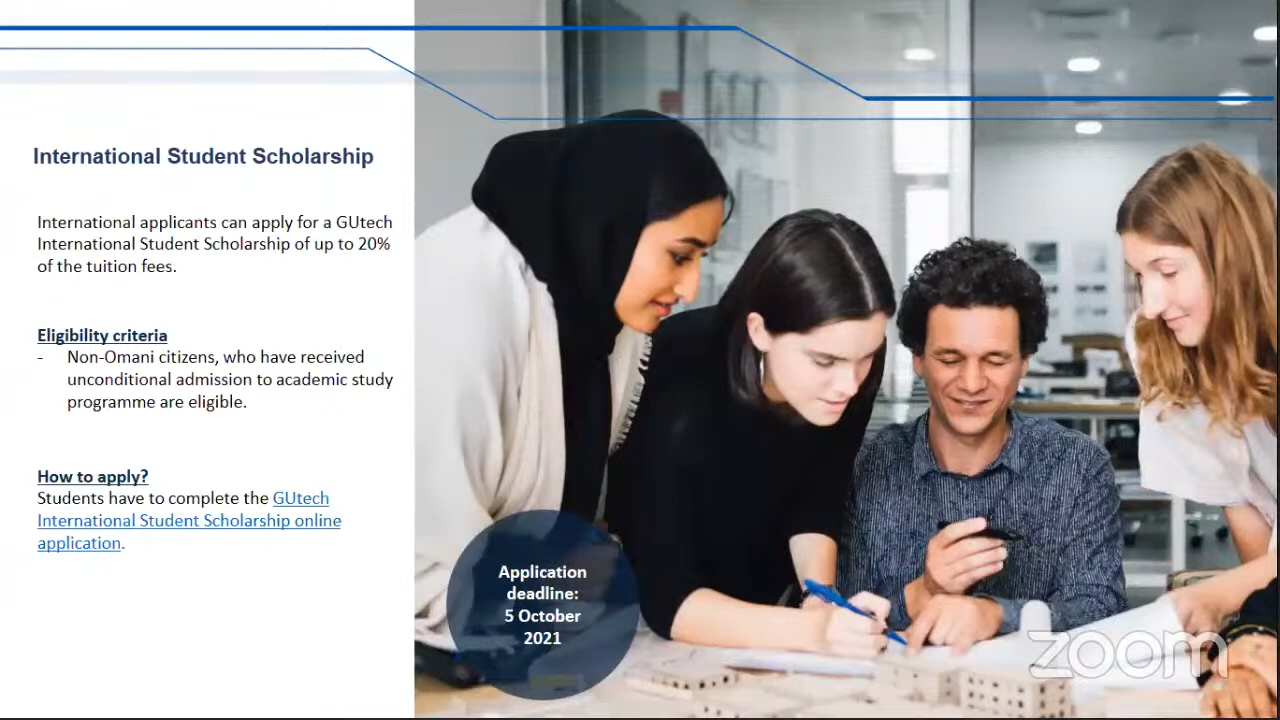 International Student Scholarship
International applicants can apply for a GUtech
International Student Scholarship of up to 20%
of the tuition fees.
Eligibility criteria
- Non-Omani citizens, who have received
unconditional admission to academic study
programme are eligible.
How to apply?
Students have to complete the GUtech
International Student Scholarship online
application.
Application
deadline:
5 October
2021
zoom